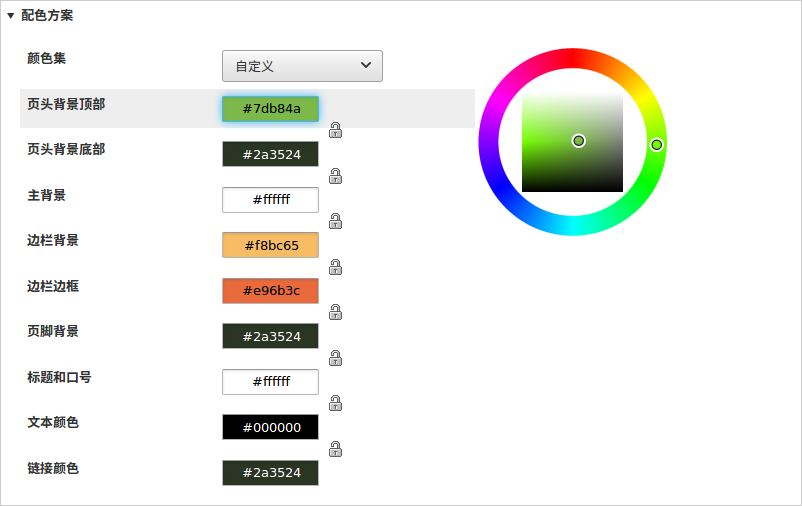 配色方案
颜色集 自定义
页头背景顶部 #7db84a
页头背景底部 #2a3524
主背景 #ffffff
边栏背景 #f8bc65
边栏边框 #e96b3c
页脚背景 #2a3524
标题和口号 #ffffff
文本颜色 #000000
链接颜色 #2a3524